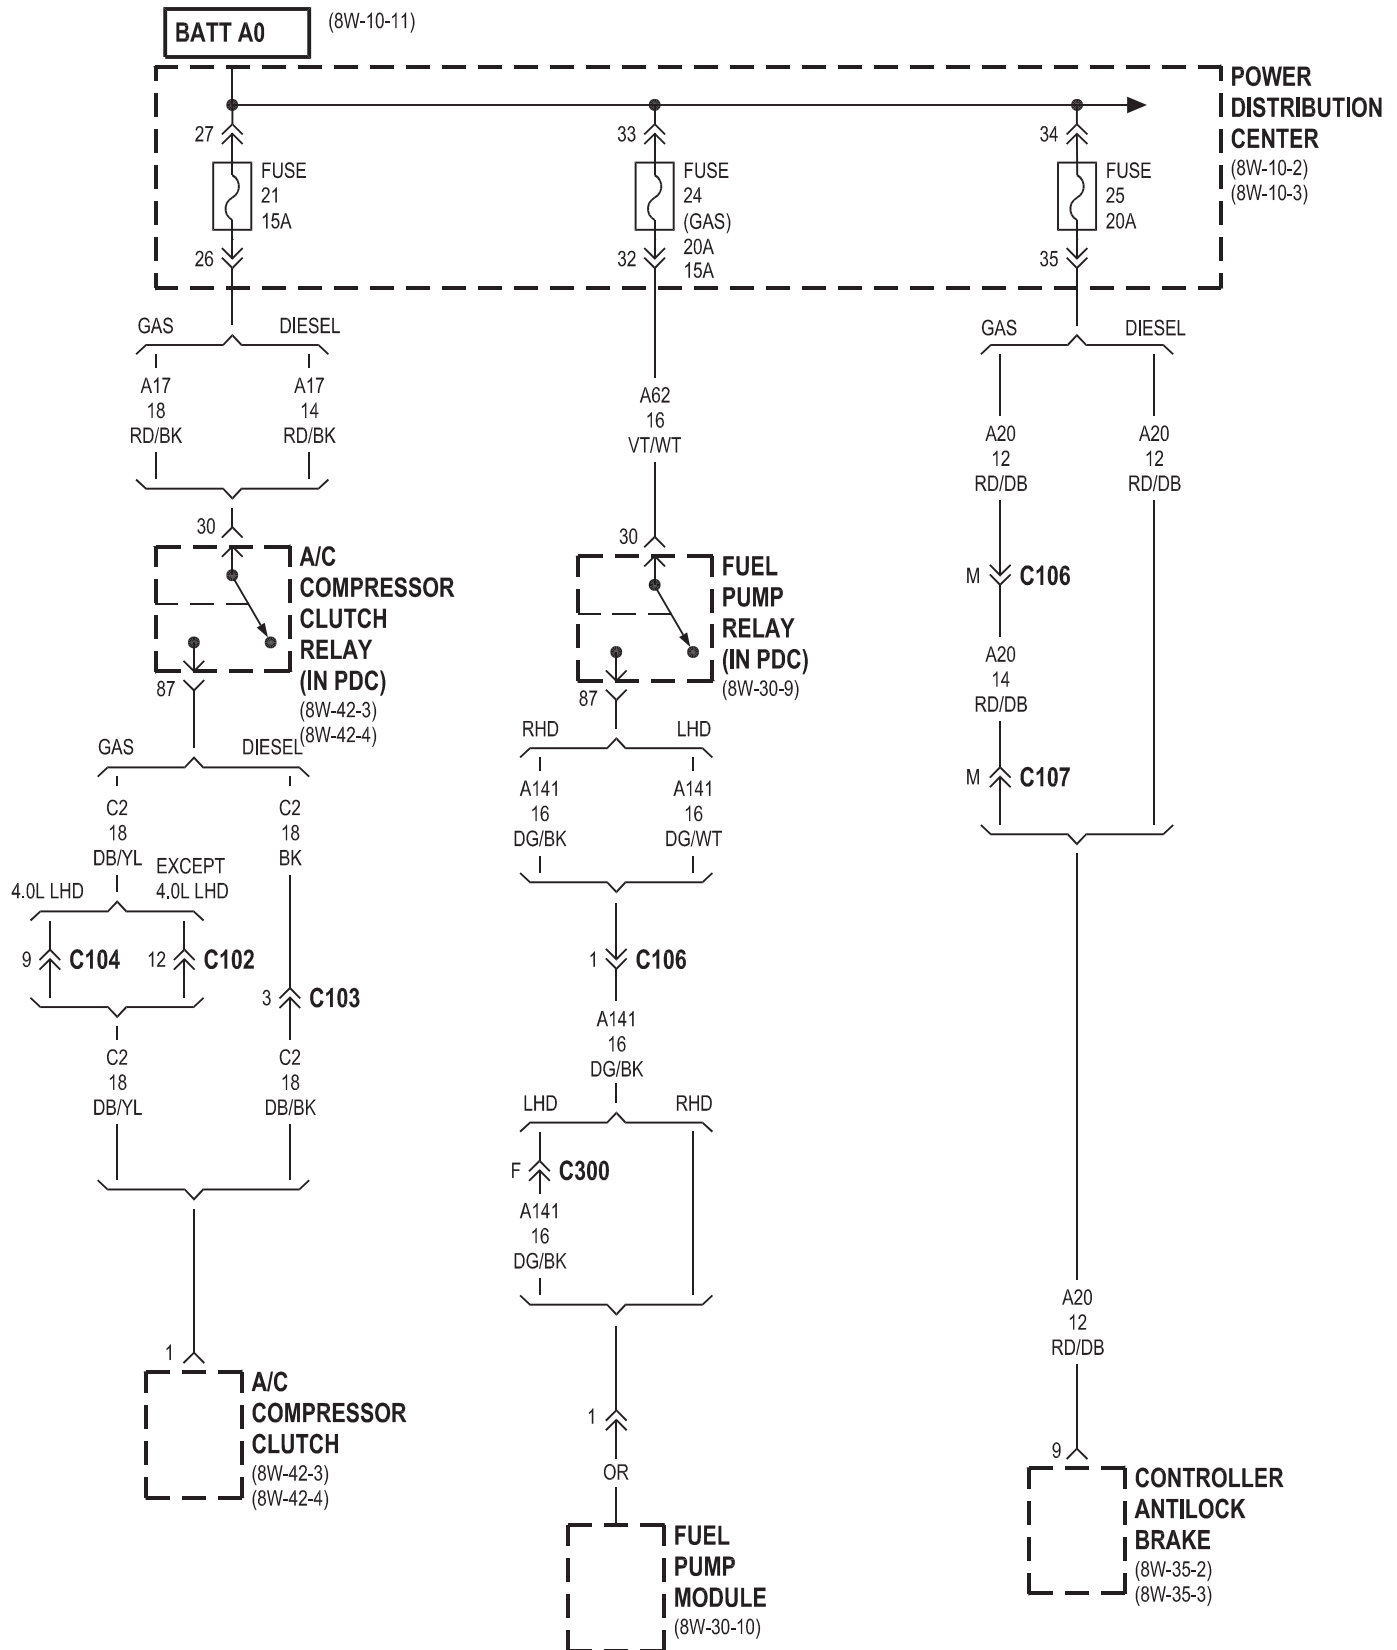 BATT A0
(8W-10-11)
POWER
DISTRIBUTION
CENTER
(8W-10-2)
(8W-10-3)
27
FUSE
21
15A
26
33
FUSE
24
(GAS)
20A
15A
32
34
FUSE
25
20A
35
GAS
DIESEL
A17
18
RD/BK
A17
14
RD/BK
30
A/C
COMPRESSOR
CLUTCH
RELAY
(IN PDC)
(8W-42-3)
(8W-42-4)
87
GAS
DIESEL
C2
18
DB/YL
C2
18
BK
4.0L LHD
EXCEPT
4.0L LHD
9
C104
12
C102
3
C103
C2
18
DB/YL
C2
18
DB/BK
1
A/C
COMPRESSOR
CLUTCH
(8W-42-3)
(8W-42-4)
A62
16
VT/WT
30
FUEL
PUMP
RELAY
(IN PDC)
(8W-30-9)
87
RHD
LHD
A141
16
DG/BK
A141
16
DG/WT
1
C106
A141
16
DG/BK
LHD
RHD
F
C300
A141
16
DG/BK
1
OR
FUEL
PUMP
MODULE
(8W-30-10)
GAS
DIESEL
A20
12
RD/DB
A20
12
RD/DB
M
C106
A20
14
RD/DB
M
C107
A20
12
RD/DB
9
CONTROLLER
ANTILOCK
BRAKE
(8W-35-2)
(8W-35-3)